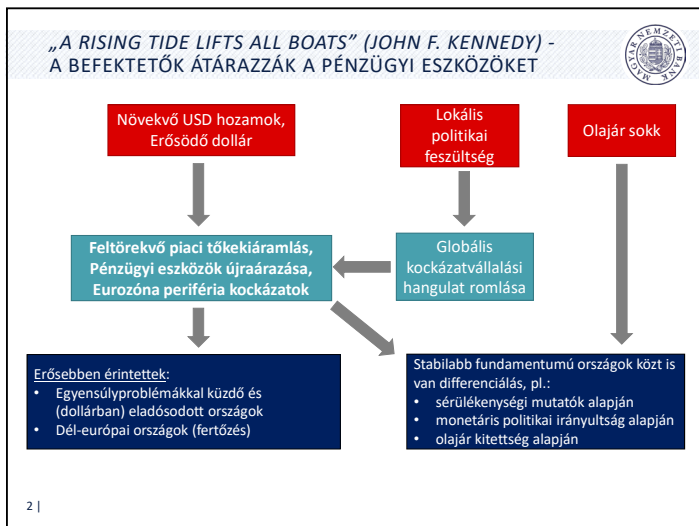 „A RISING TIDE LIFTS ALL BOATS” (JOHN F. KENNEDY) -
A BEFEKTETŐK ÁTÁRAZZÁK A PÉNZÜGYI ESZKÖZÖKET
MAGYAR NEMZETI BANK
Növekvő USD hozamok,
Erősödő dollár
Lokális
politikai
feszültség
Olajár sokk
Feltörekvő piaci tőkekiáramlás,
Pénzügyi eszközök újraárazása,
Eurozóna periféria kockázatok
Globális
kockázatvállalási
hangulat romlása
Erősebben érintettek:
• Egyensúlyproblémákkal küzdő és
(dollárban) eladósodott országok
• Dél-európai országok (fertőzés)
Stabilabb fundamentumú országok közt is
van differenciálás, pl.:
• sérülékenységi mutatók alapján
• monetáris politikai irányultság alapján
• olajár kitettség alapján
2 |